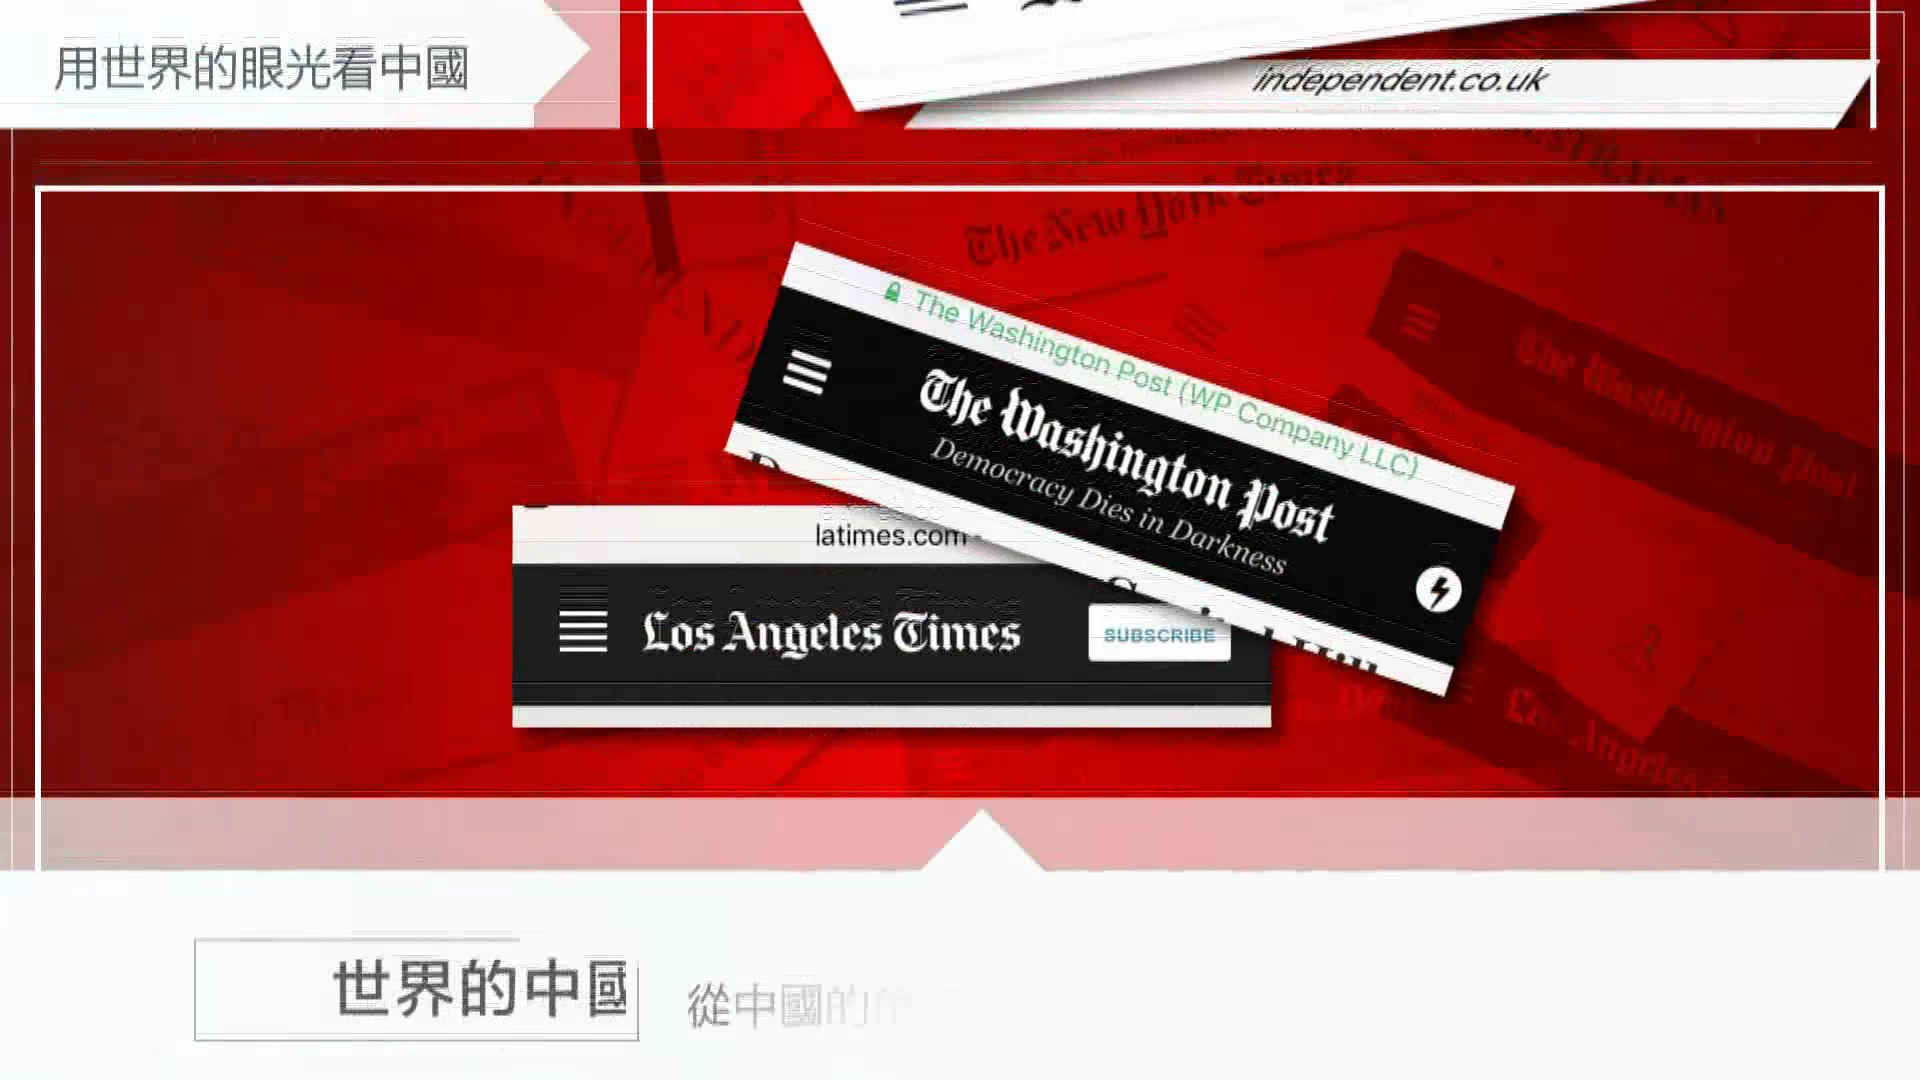 用世界的眼光看中國
independent.co.uk
The New York Times
The Washington Post (WP Company LLC)
The Washington Post
Democracy Dies in Darkness
The Washington Post
latimes.com
Los Angeles Times
SUBSCRIBE
Los Angeles
世界的中國
從中國的